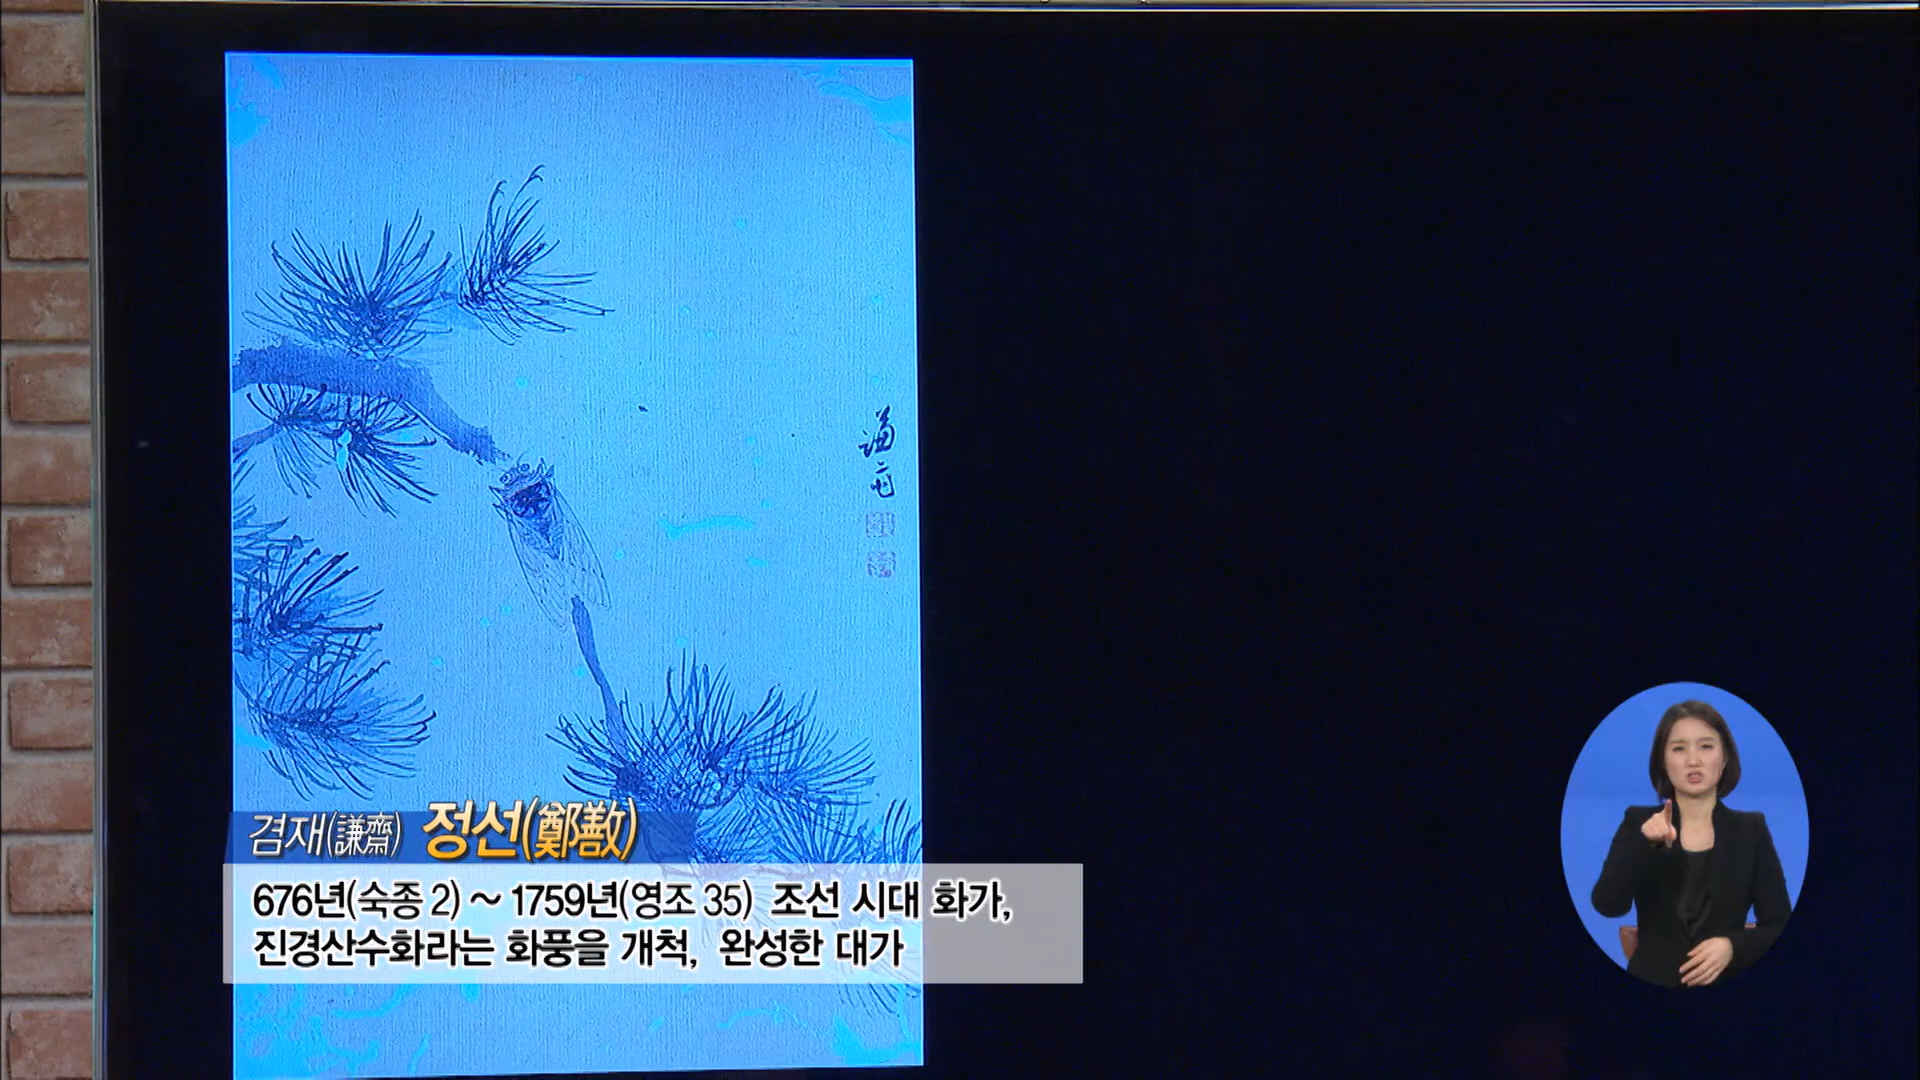 謙齋
겸재(謙齋) 정선(鄭敾)
676년(숙종 2) ~ 1759년(영조 35) 조선 시대 화가,
진경산수화라는 화풍을 개척, 완성한 대가